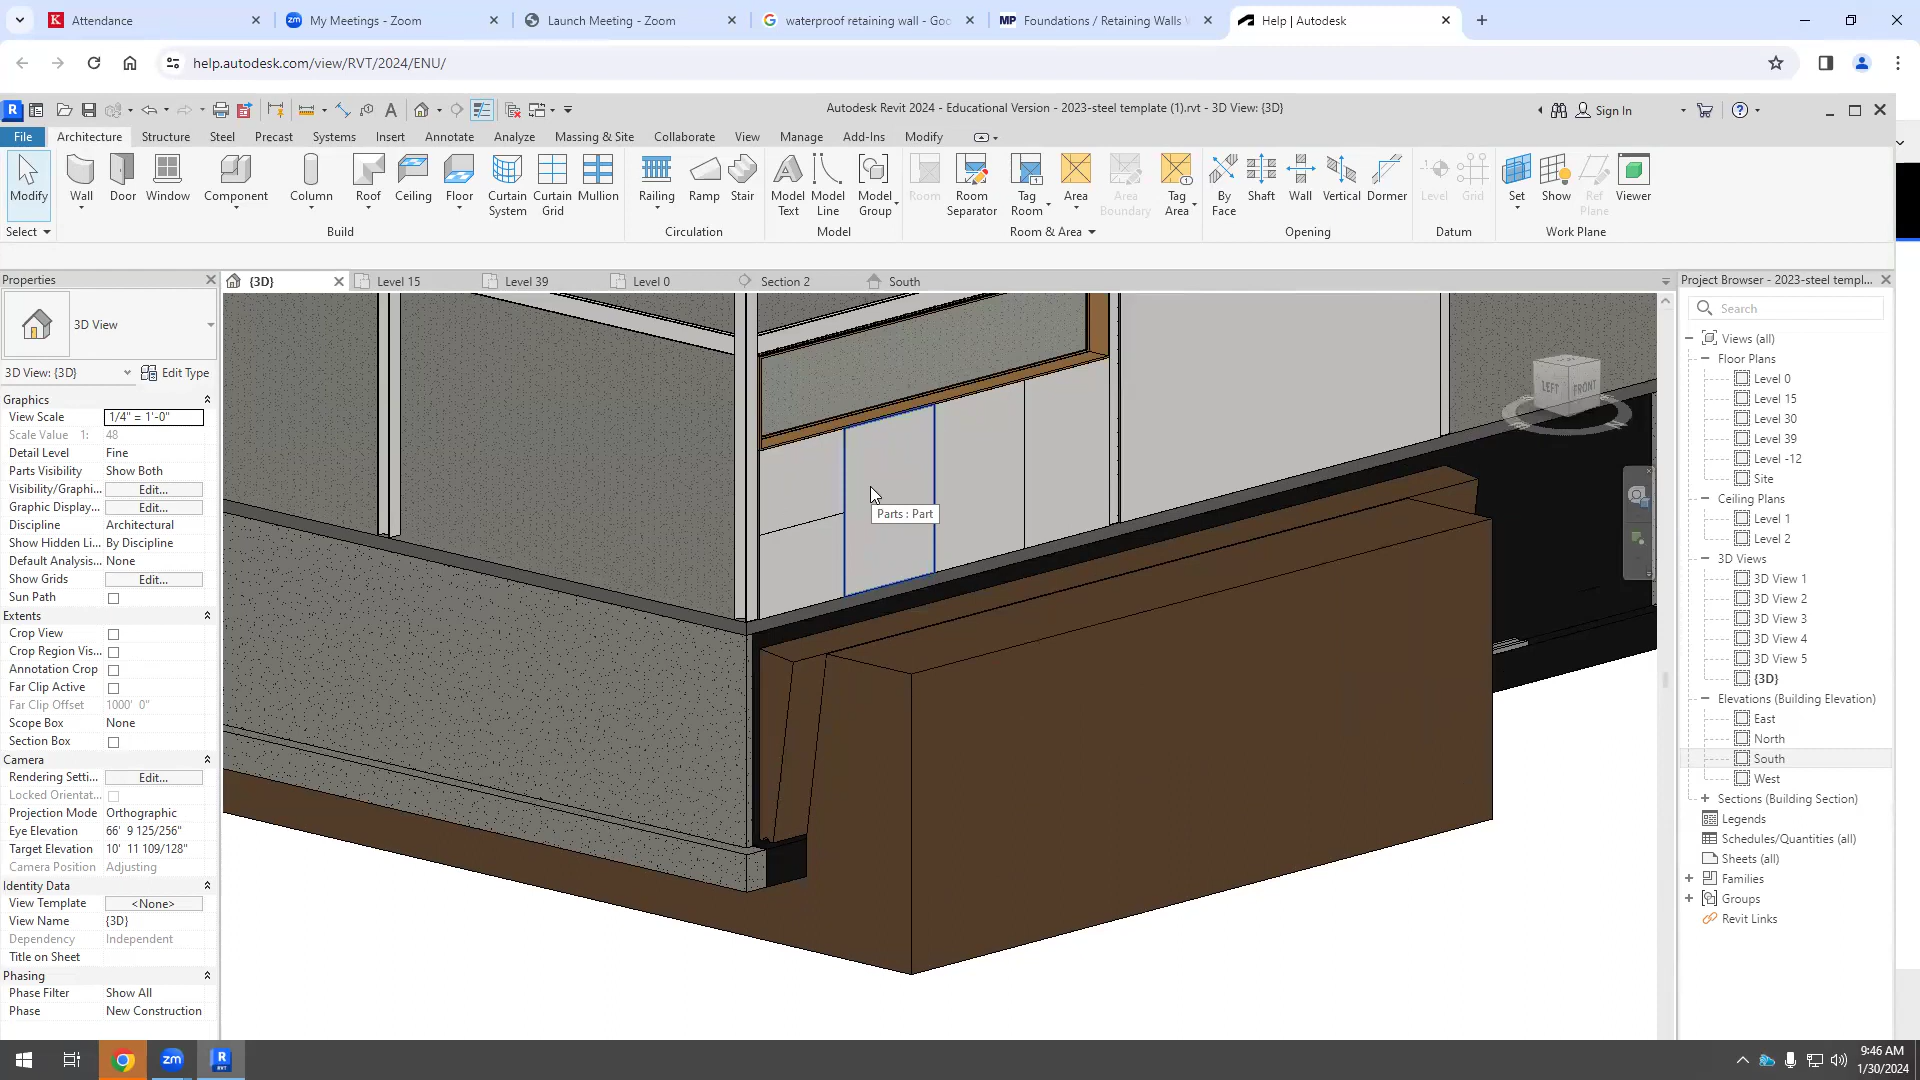 Attendance
My Meetings - Zoom
Launch Meeting - Zoom
waterproof retaining wall - Goo
MP Foundations / Retaining Walls
Help | Autodesk
help.autodesk.com/view/RVT/2024/ENU/
Autodesk Revit 2024 - Educational Version - 2023-steel template (1).rvt - 3D View: {3D}
Sign In
File Architecture Structure Steel Precast Systems Insert Annotate Analyze Massing & Site Collaborate View Manage Add-Ins Modify
Modify
Wall
Door
Window
Component
Column
Roof
Ceiling
Floor
Curtain System
Curtain Grid
Mullion
Railing
Ramp
Stair
Model Text
Model Line
Model Group
Room
Room Separator
Tag Room
Area
Area Boundary
Tag Area
By Face
Shaft
Wall
Vertical
Dormer
Level
Grid
Set
Show
Ref Plane
Viewer
Select
Build
Circulation
Model
Room & Area
Opening
Datum
Work Plane
Properties
3D View
3D View: {3D}
Edit Type
Graphics
View Scale 1/4" = 1'-0"
Scale Value 1: 48
Detail Level Fine
Parts Visibility Show Both
Visibility/Graphi... Edit...
Graphic Display... Edit...
Discipline Architectural
Show Hidden Li... By Discipline
Default Analysis... None
Show Grids Edit...
Sun Path
Extents
Crop View
Crop Region Vis...
Annotation Crop
Far Clip Active
Far Clip Offset 1000' 0"
Scope Box None
Section Box
Camera
Rendering Setti... Edit...
Locked Orientat...
Projection Mode Orthographic
Eye Elevation 66' 9 125/256"
Target Elevation 10' 11 109/128"
Camera Position Adjusting
Identity Data
View Template <None>
View Name {3D}
Dependency Independent
Title on Sheet
Phasing
Phase Filter Show All
Phase New Construction
{3D}
Level 15
Level 39
Level 0
Section 2
South
Parts : Part
LEFT
FRONT
Project Browser - 2023-steel templ...
Search
Views (all)
Floor Plans
Level 0
Level 15
Level 30
Level 39
Level -12
Site
Ceiling Plans
Level 1
Level 2
3D Views
3D View 1
3D View 2
3D View 3
3D View 4
3D View 5
{3D}
Elevations (Building Elevation)
East
North
South
West
Sections (Building Section)
Legends
Schedules/Quantities (all)
Sheets (all)
Families
Groups
Revit Links
zm
R
RVT
9:46 AM
1/30/2024